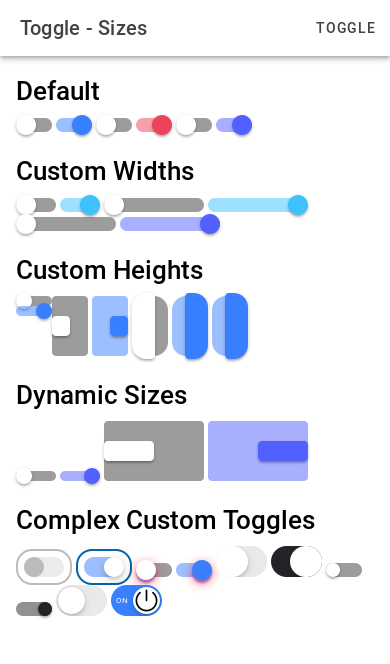 Toggle - Sizes
TOGGLE
Default
Custom Widths
Custom Heights
Dynamic Sizes
Complex Custom Toggles
ON